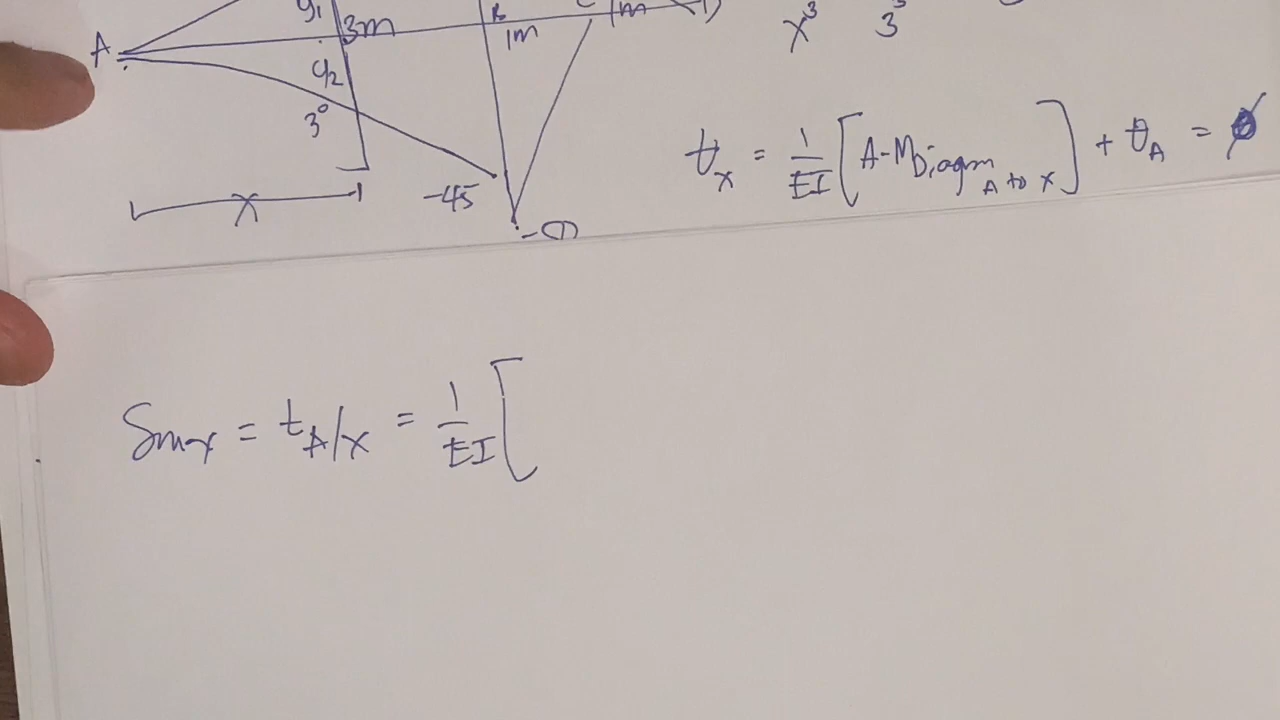 y₁
3m
B
1m
C
1m
D
x³ 3³
A
y₂
3°
x
-45
θₓ = 1/EI [A-MDiagm A to x] + θA = 0
δmax = tA/x = 1/EI [